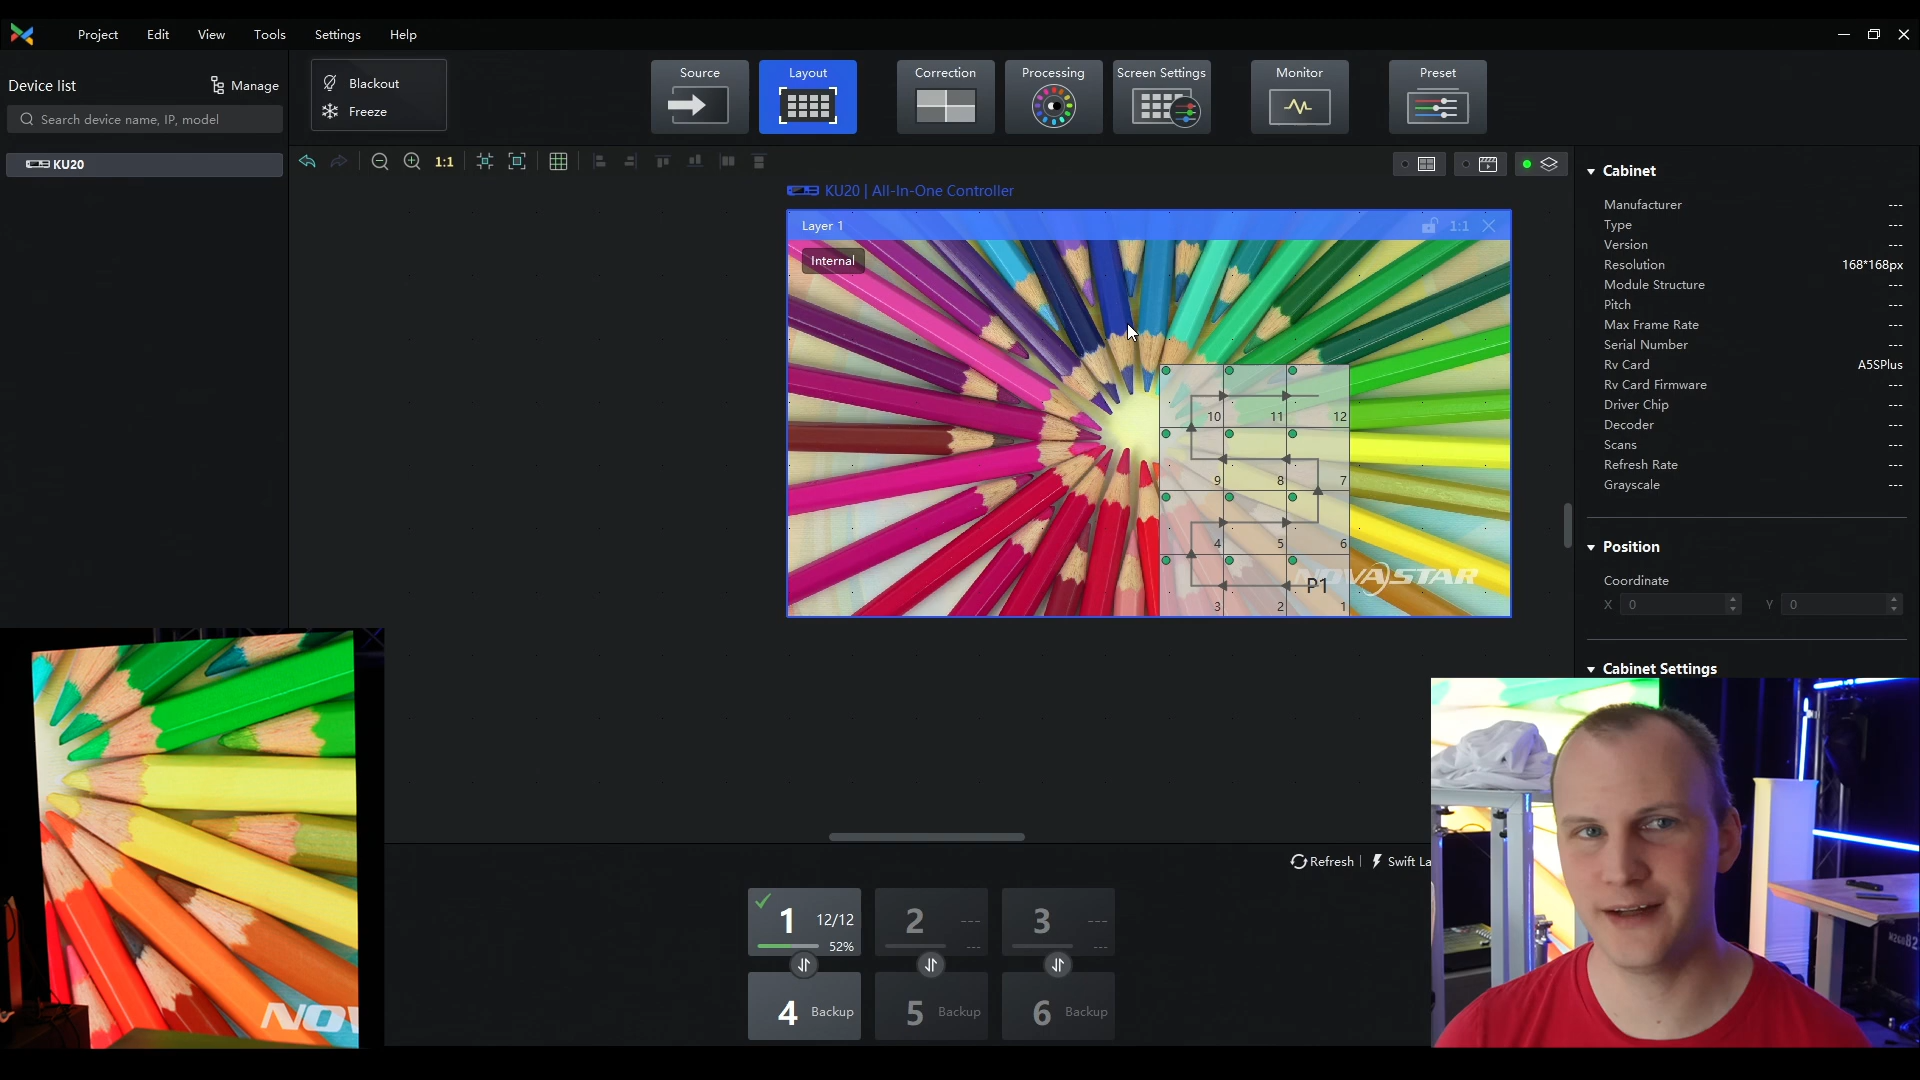 Project Edit View Tools Settings Help
Device list
Manage
Search device name, IP, model
KU20
Blackout
Freeze
Source
Layout
Correction
Processing
Screen Settings
Monitor
Preset
1:1
KU20 | All-In-One Controller
Layer 1
1:1
Internal
10 11 12
9 8 7
4 5 6
3 2 1
P1
NOVASTAR
Cabinet
Manufacturer ---
Type ---
Version ---
Resolution 168*168px
Module Structure ---
Pitch ---
Max Frame Rate ---
Serial Number ---
Rv Card A5SPlus
Rv Card Firmware ---
Driver Chip ---
Decoder ---
Scans ---
Refresh Rate ---
Grayscale ---
Position
Coordinate
X 0 Y 0
Cabinet Settings
Refresh
Swift La
1 12/12
52%
2 ---
---
3 ---
---
4 Backup
5 Backup
6 Backup
NOV